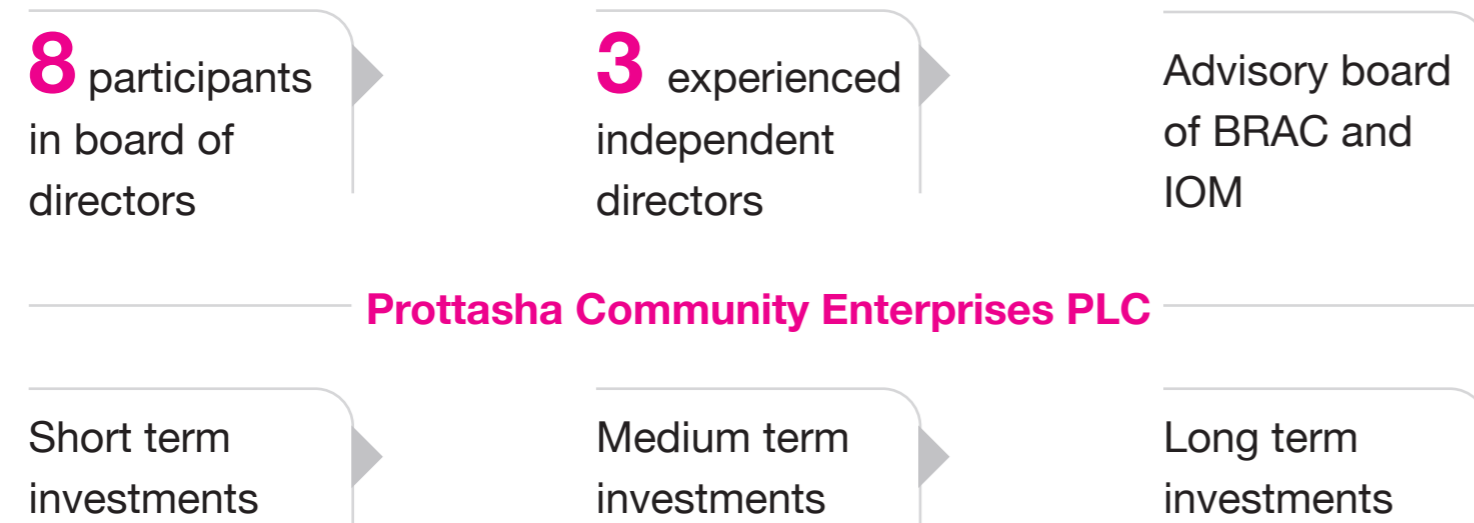 8 participants
in board of
directors
3 experienced
independent
directors
Advisory board
of BRAC and
IOM
Prottasha Community Enterprises PLC
Short term
investments
Medium term
investments
Long term
investments